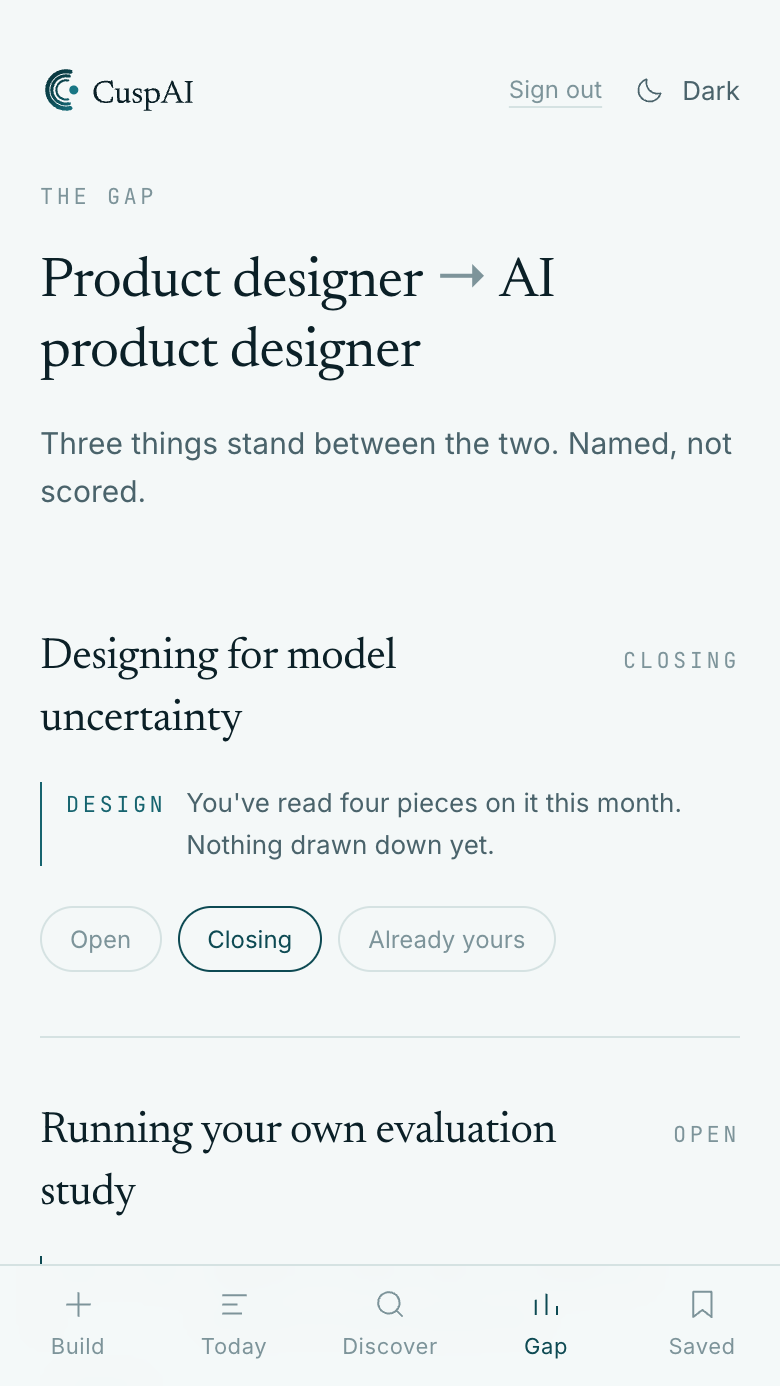 CuspAI
Sign out
Dark
THE GAP
Product designer → AI
product designer
Three things stand between the two. Named, not
scored.
Designing for model
uncertainty
CLOSING
DESIGN
You've read four pieces on it this month.
Nothing drawn down yet.
Open
Closing
Already yours
Running your own evaluation
study
OPEN
Build
Today
Discover
Gap
Saved